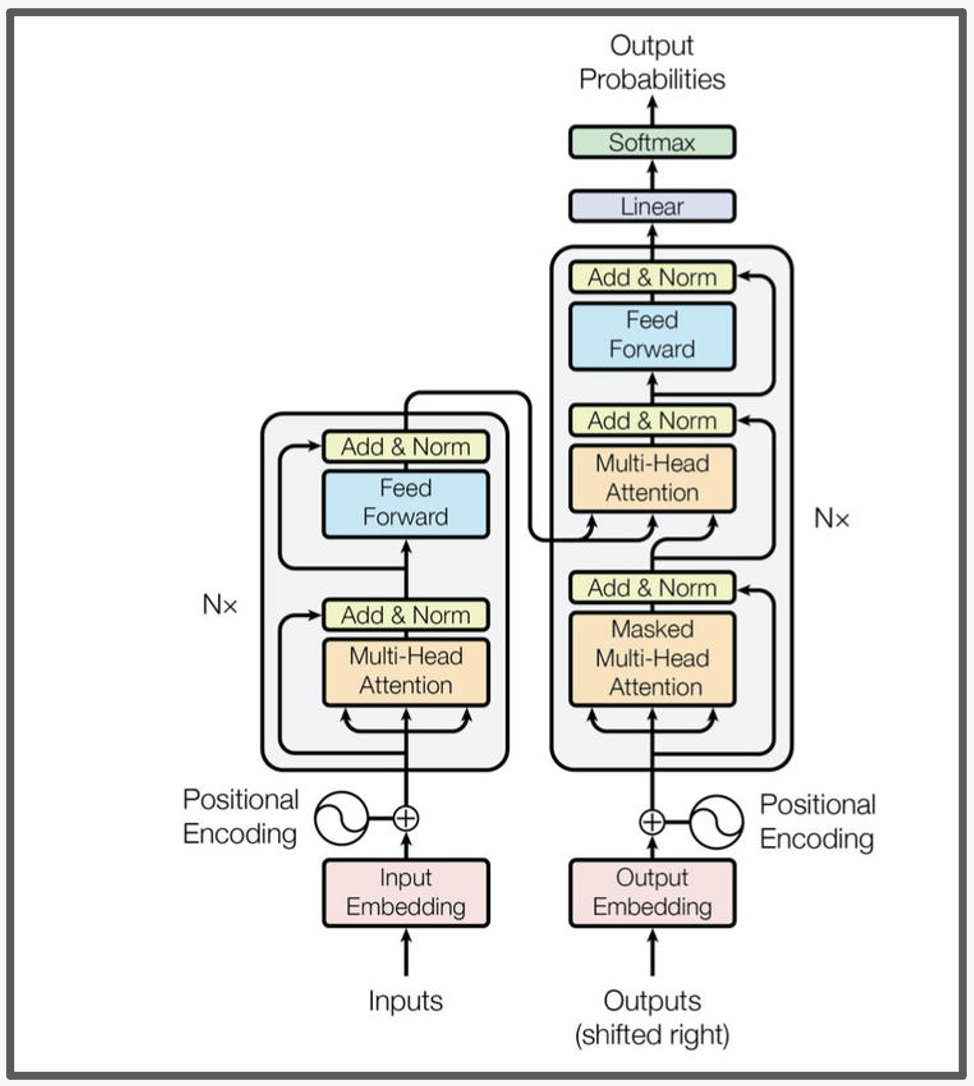 Output
Probabilities
Softmax
Linear
Add & Norm
Feed
Forward
Add & Norm
Multi-Head
Attention
Add & Norm
Masked
Multi-Head
Attention
Nx
Add & Norm
Feed
Forward
Add & Norm
Multi-Head
Attention
Nx
Positional
Encoding
Positional
Encoding
Input
Embedding
Output
Embedding
Inputs
Outputs
(shifted right)